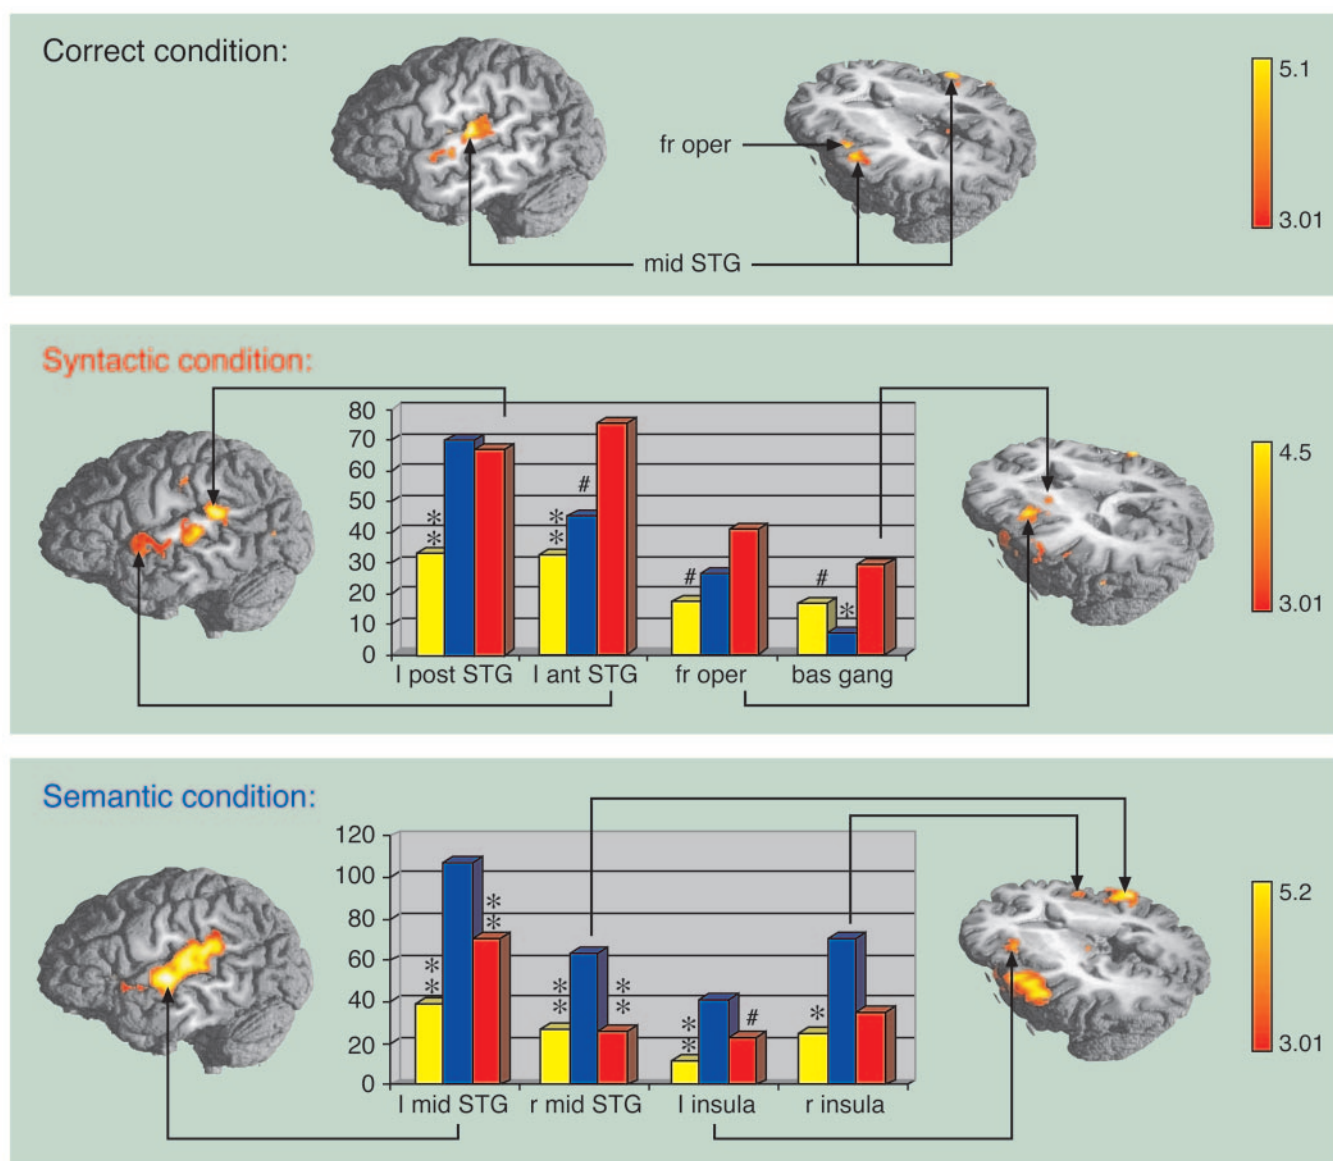 Correct condition:
fr oper
mid STG
5.1
3.01
Syntactic condition:
80
70
60
50
40
30
20
10
0
**
**
#
#
#
*
l post STG
l ant STG
fr oper
bas gang
4.5
3.01
Semantic condition:
120
100
80
60
40
20
0
**
**
**
**
**
#
*
l mid STG
r mid STG
l insula
r insula
5.2
3.01